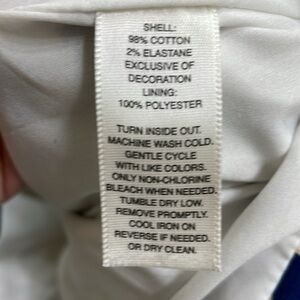 SHELL:
98% COTTON
2% ELASTANE
EXCLUSIVE OF
DECORATION
LINING:
100% POLYESTER
TURN INSIDE OUT.
MACHINE WASH COLD.
GENTLE CYCLE
WITH LIKE COLORS.
ONLY NON-CHLORINE
BLEACH WHEN NEEDED.
TUMBLE DRY LOW.
REMOVE PROMPTLY.
COOL IRON ON
REVERSE IF NEEDED.
OR DRY CLEAN.